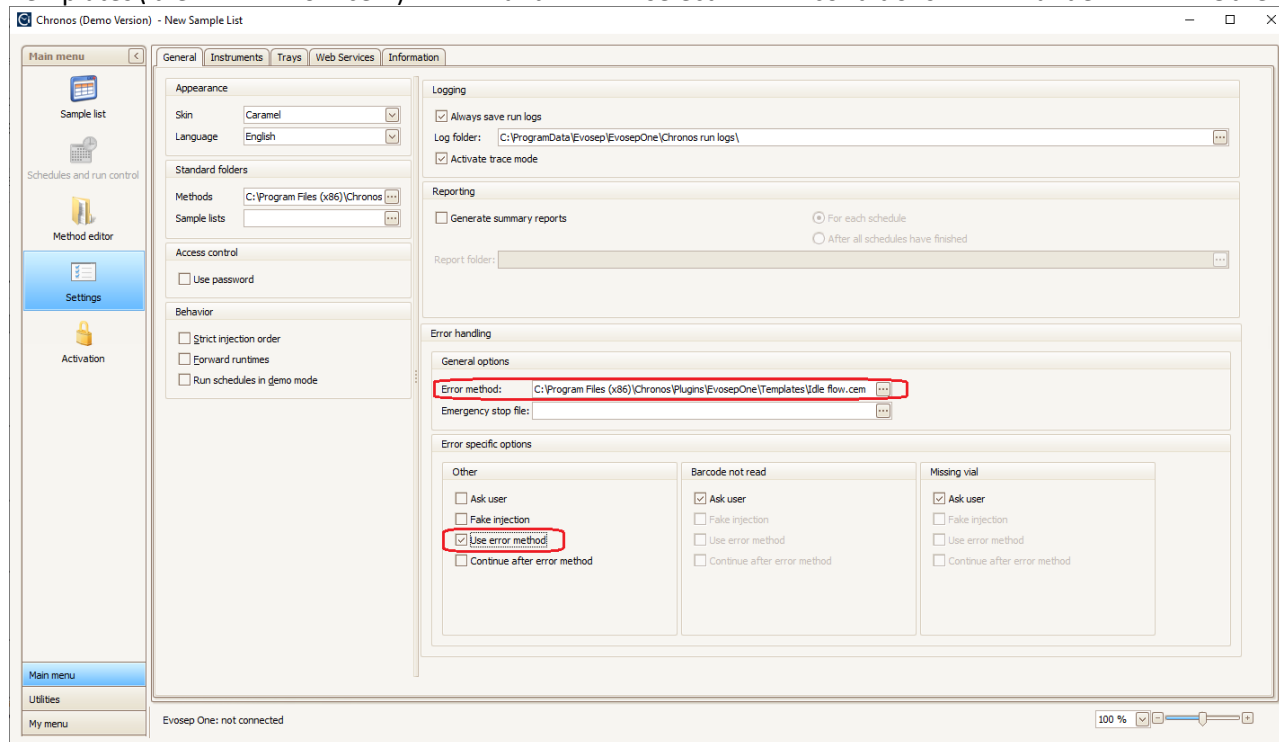 Chronos (Demo Version) - New Sample List
Main menu
Sample list
Schedules and run control
Method editor
Settings
Activation
Main menu
Utilities
My menu
General Instruments Trays Web Services Information
Appearance
Skin Caramel
Language English
Standard folders
Methods C:\Program Files (x86)\Chronos
Sample lists
Access control
Use password
Behavior
Strict injection order
Forward runtimes
Run schedules in demo mode
Logging
Always save run logs
Log folder: C:\ProgramData\Evosep\EvosepOne\Chronos run logs\
Activate trace mode
Reporting
Generate summary reports
For each schedule
After all schedules have finished
Report folder:
Error handling
General options
Error method: C:\Program Files (x86)\Chronos\Plugins\EvosepOne\Templates\Idle flow.cem
Emergency stop file:
Error specific options
Other
Ask user
Fake injection
Use error method
Continue after error method
Barcode not read
Ask user
Fake injection
Use error method
Continue after error method
Missing vial
Ask user
Fake injection
Use error method
Continue after error method
Evosep One: not connected
100 %